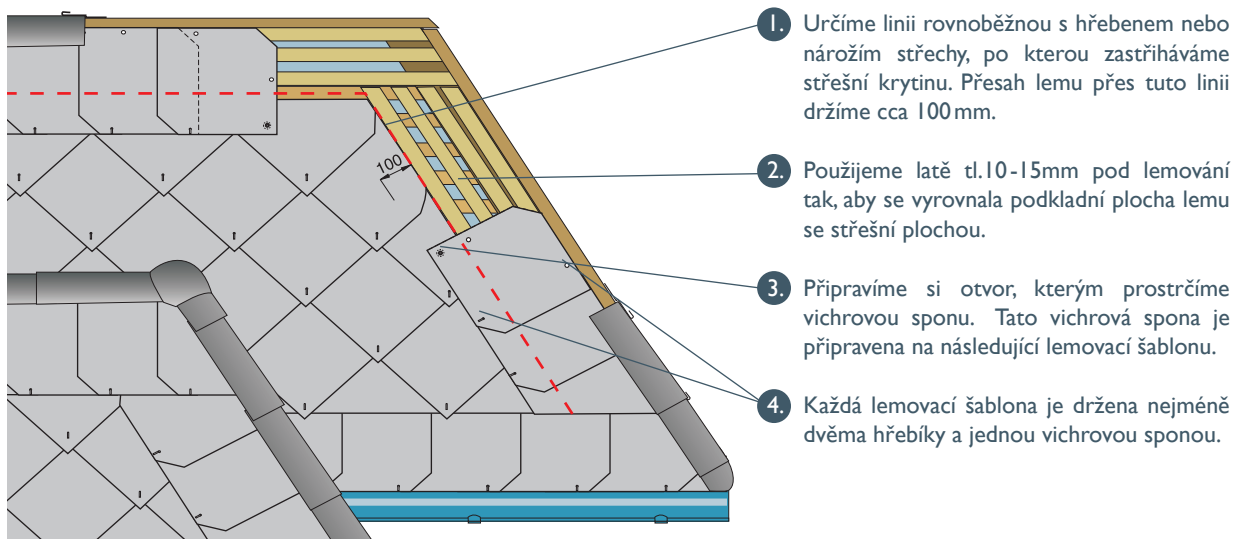 1. Určíme linii rovnoběžnou s hřebenem nebo
nárožím střechy, po kterou zastřiháváme
střešní krytinu. Přesah lemu přes tuto linii
držíme cca 100 mm.
100
2. Použijeme latě tl.10-15mm pod lemování
tak, aby se vyrovnala podkladní plocha lemu
se střešní plochou.
3. Připravíme si otvor, kterým prostrčíme
vichrovou sponu. Tato vichrová spona je
připravena na následující lemovací šablonu.
4. Každá lemovací šablona je držena nejméně
dvěma hřebíky a jednou vichrovou sponou.